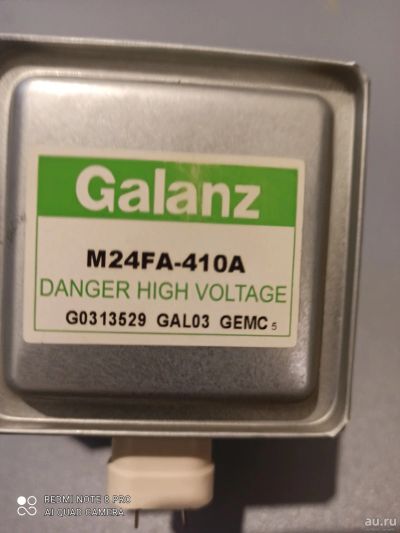 Galanz
M24FA-410A
DANGER HIGH VOLTAGE
G0313529 GAL03 GEMC 5
REDMI NOTE 8 PRO
AI QUAD CAMERA
au.ru